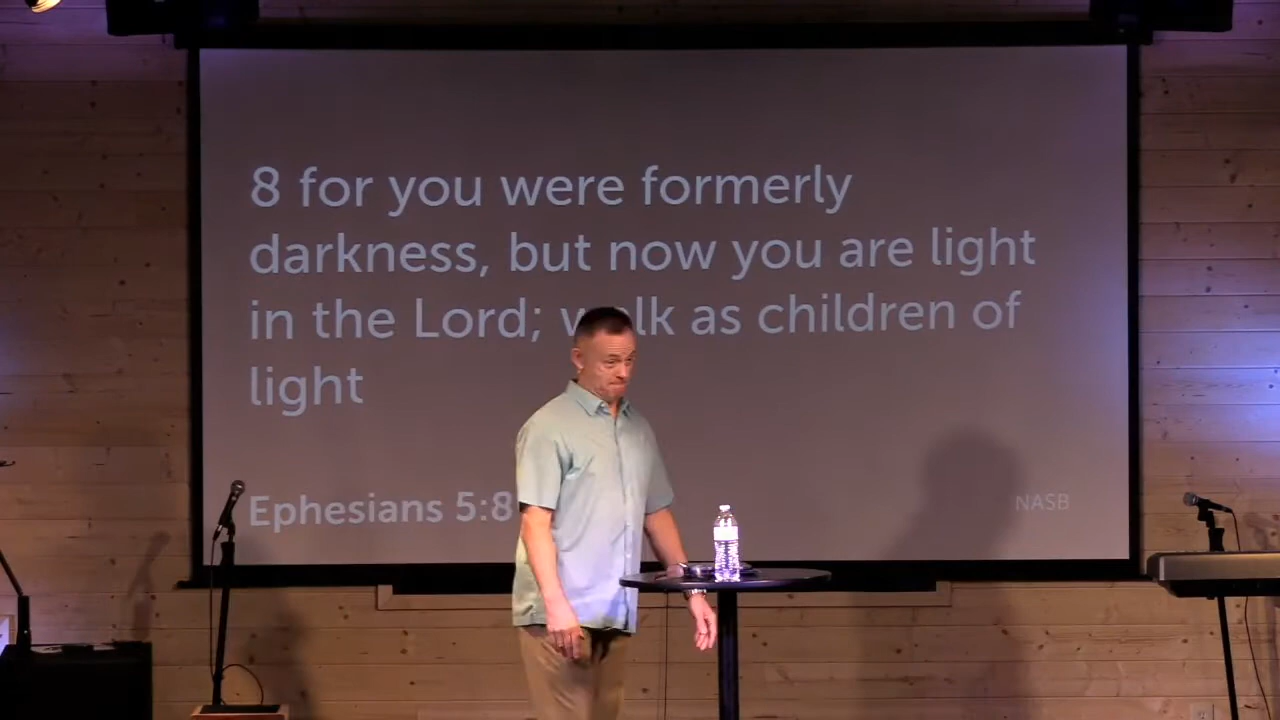 8 for you were formerly
darkness, but now you are light
in the Lord; walk as children of
light
Ephesians 5:8
NASB